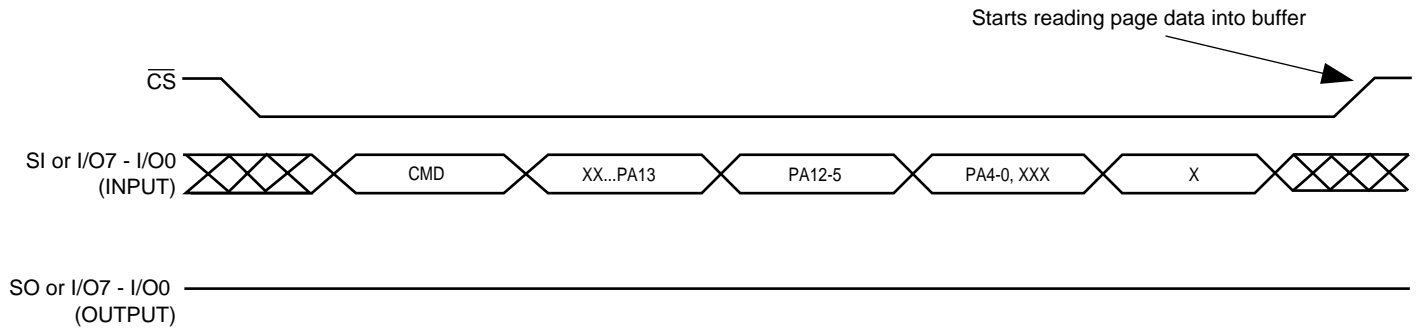 Starts reading page data into buffer
CS
SI or I/O7 - I/O0
(INPUT)
CMD
XX...PA13
PA12-5
PA4-0, XXX
X
SO or I/O7 - I/O0
(OUTPUT)